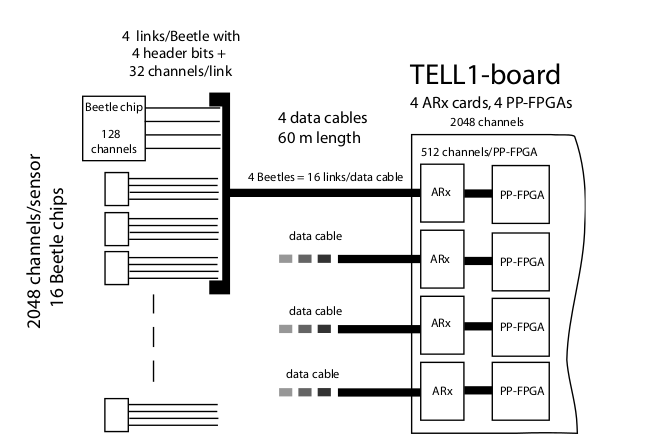 4 links/Beetle with
4 header bits +
32 channels/link
Beetle chip
128
channels
2048 channels/sensor
16 Beetle chips
4 data cables
60 m length
4 Beetles = 16 links/data cable
data cable
data cable
data cable
TELL1-board
4 ARx cards, 4 PP-FPGAs
2048 channels
512 channels/PP-FPGA
ARx
PP-FPGA
ARx
PP-FPGA
ARx
PP-FPGA
ARx
PP-FPGA